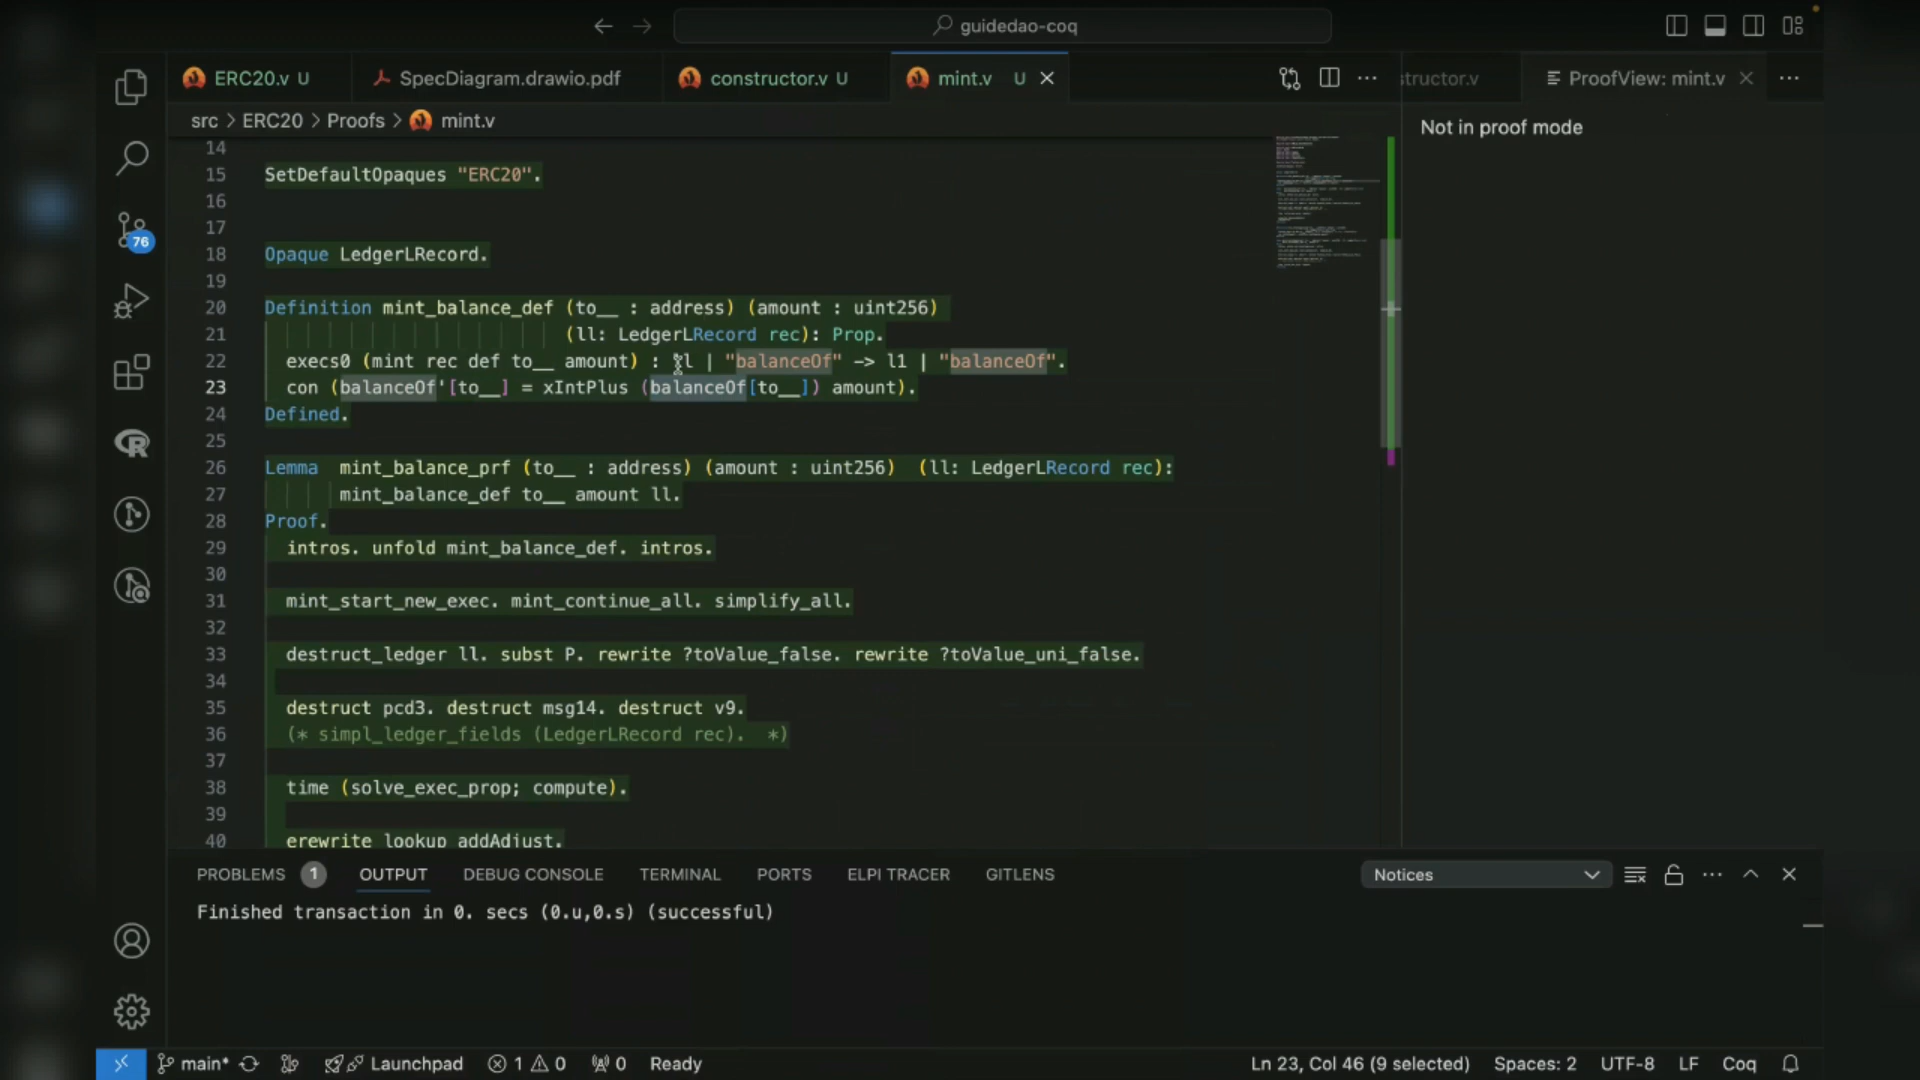 guidedao-coq
ERC20.v U
SpecDiagram.drawio.pdf
constructor.v U
mint.v U
structor.v
ProofView: mint.v
src > ERC20 > Proofs > mint.v
Not in proof mode
14
15 SetDefaultOpaques "ERC20".
16
17
18 Opaque LedgerLRecord.
19
20 Definition mint_balance_def (to__ : address) (amount : uint256)
21 (ll: LedgerLRecord rec): Prop.
22 execs0 (mint rec def to__ amount) : ll | "balanceOf" -> l1 | "balanceOf".
23 con (balanceOf'[to__] = xIntPlus (balanceOf[to__]) amount).
24 Defined.
25
26 Lemma mint_balance_prf (to__ : address) (amount : uint256) (ll: LedgerLRecord rec):
27 mint_balance_def to__ amount ll.
28 Proof.
29 intros. unfold mint_balance_def. intros.
30
31 mint_start_new_exec. mint_continue_all. simplify_all.
32
33 destruct_ledger ll. subst P. rewrite ?toValue_false. rewrite ?toValue_uni_false.
34
35 destruct pcd3. destruct msg14. destruct v9.
36 (* simpl_ledger_fields (LedgerLRecord rec). *)
37
38 time (solve_exec_prop; compute).
39
40 erewrite lookup_addAdjust.
76
PROBLEMS 1 OUTPUT DEBUG CONSOLE TERMINAL PORTS ELPI TRACER GITLENS
Notices
Finished transaction in 0. secs (0.u,0.s) (successful)
main* Launchpad 1 0 0 Ready
Ln 23, Col 46 (9 selected) Spaces: 2 UTF-8 LF Coq